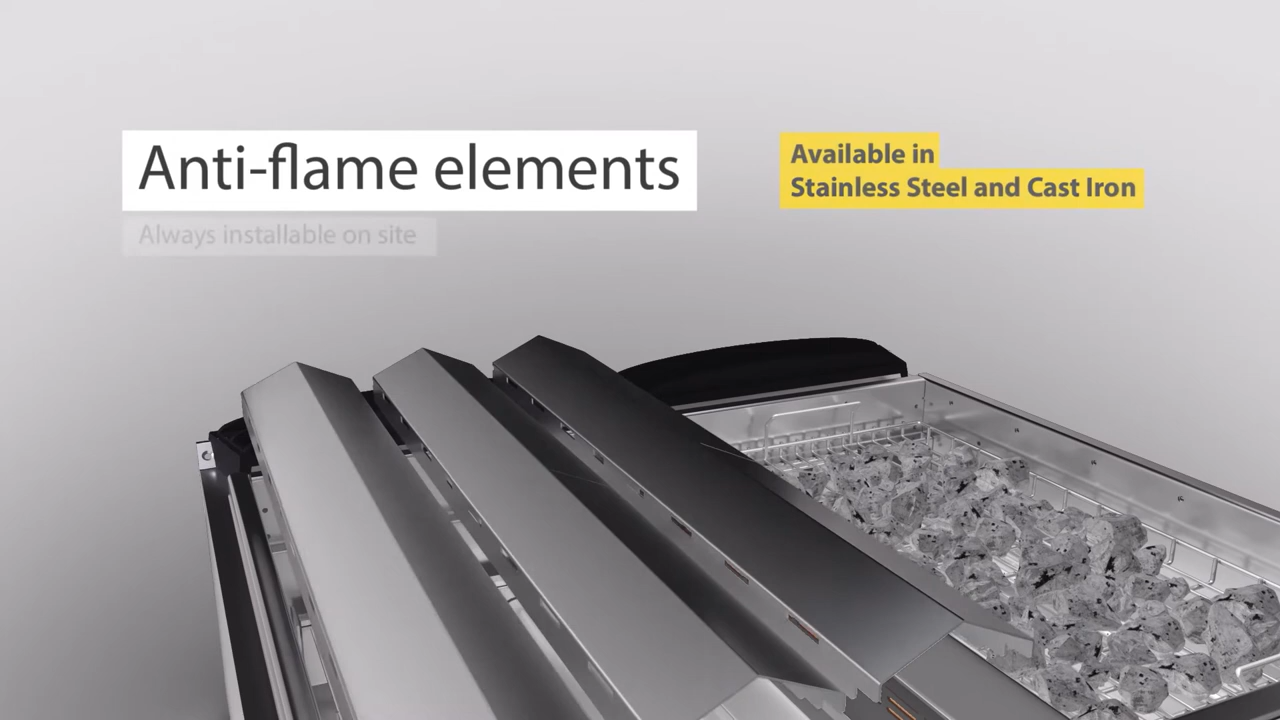 Anti-flame elements
Always installable on site
Available in
Stainless Steel and Cast Iron